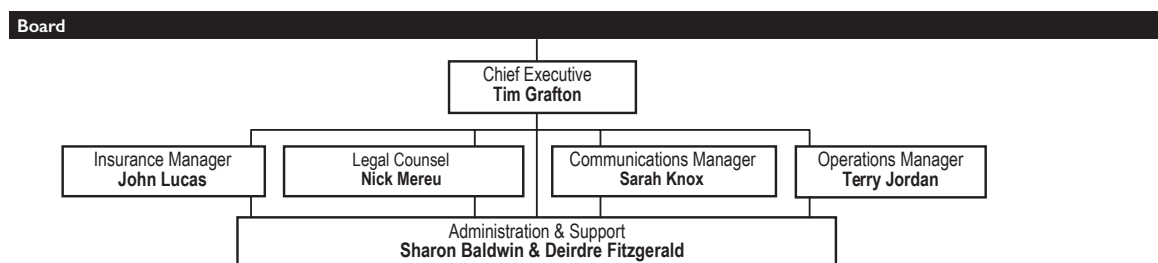 Board
Chief Executive
Tim Grafton
Insurance Manager
John Lucas
Legal Counsel
Nick Mereu
Communications Manager
Sarah Knox
Operations Manager
Terry Jordan
Administration & Support
Sharon Baldwin & Deirdre Fitzgerald